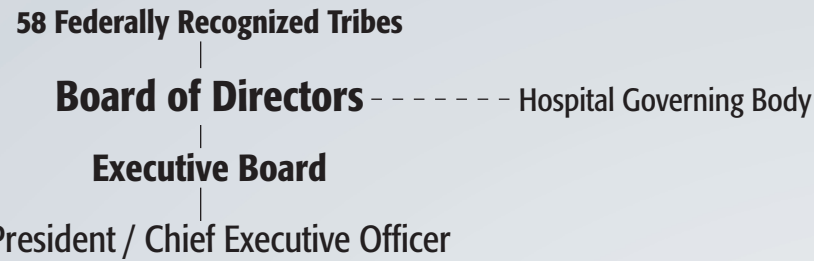 58 Federally Recognized Tribes
Board of Directors
Hospital Governing Body
Executive Board
President / Chief Executive Officer